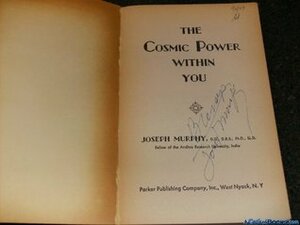 THE
COSMIC POWER
WITHIN
YOU
JOSEPH MURPHY, D.D., D.R.S., Ph.D., LL.D.
Fellow of the Andhra Research University, India
Parker Publishing Company, Inc., West Nyack, N. Y.